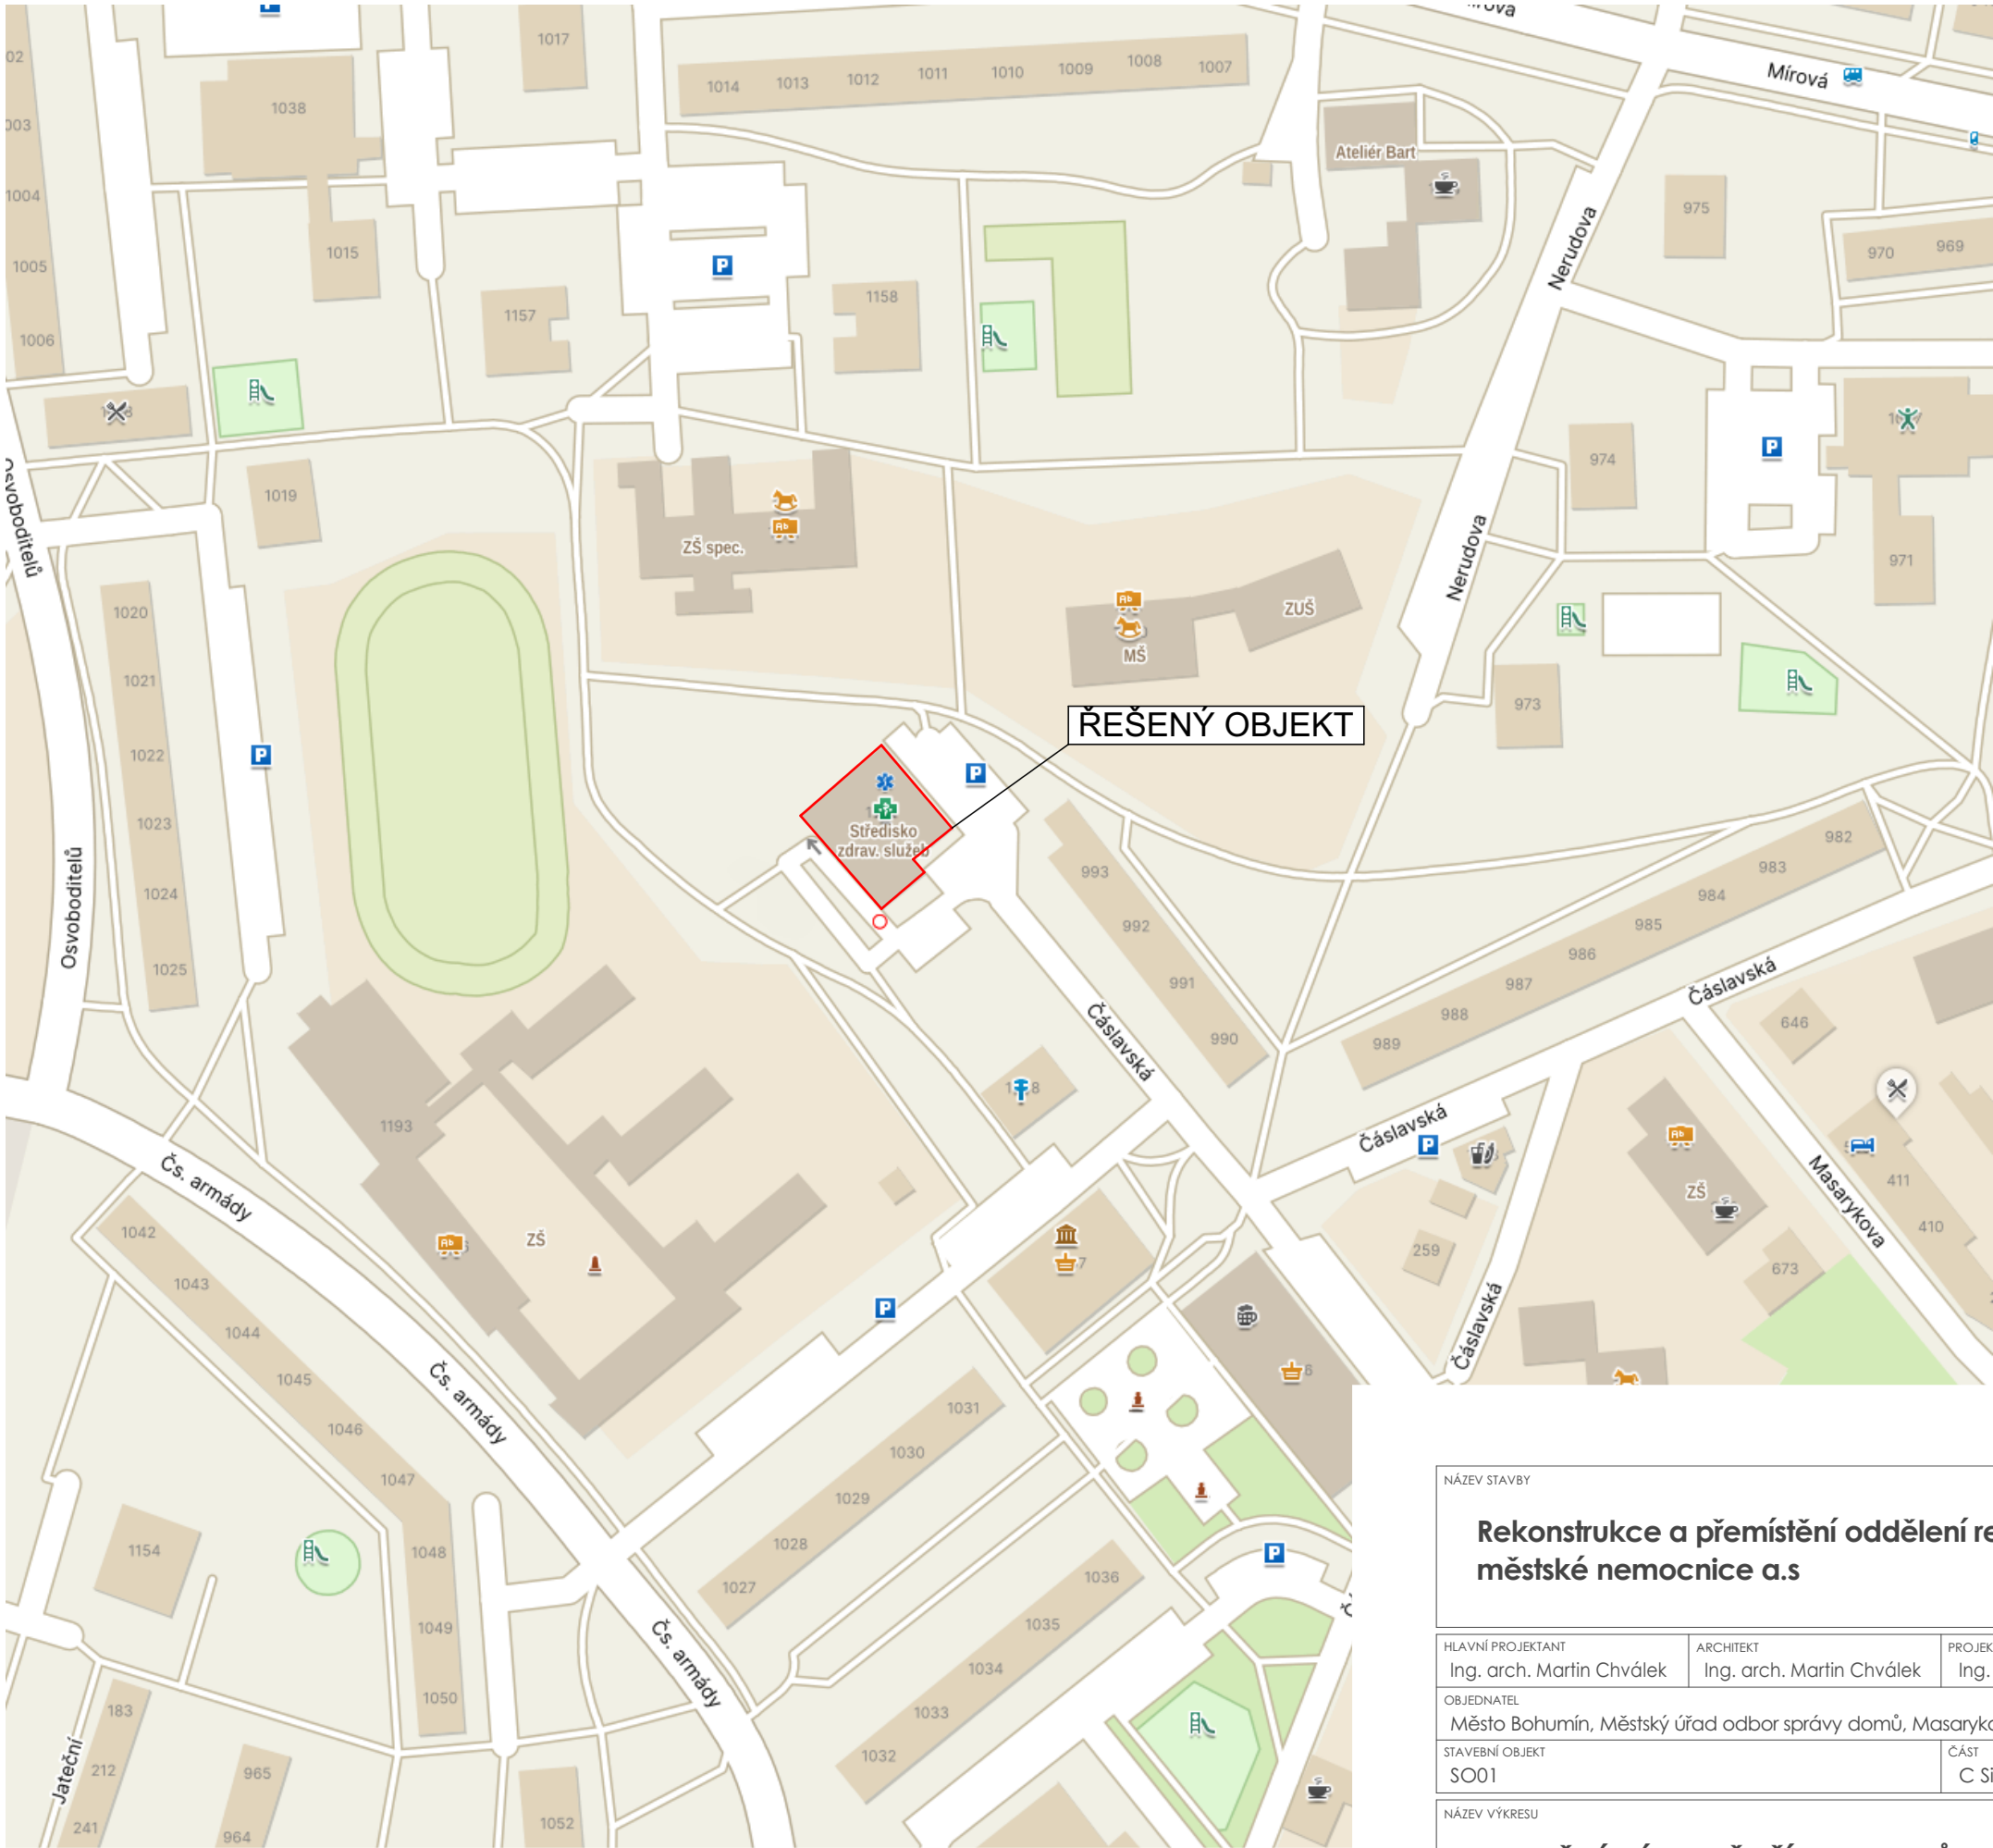 1017
1014 1013 1012 1011 1010 1009 1008 1007
Mírová
1038
Ateliér Bart
1004
975
Nerudova
1015
970 969
1005
1157
1158
1006
1019
974
Osvoboditelů
ZŠ spec.
Nerudova
971
1020
ZUŠ
MŠ
1021
973
ŘEŠENÝ OBJEKT
1022
1023
Středisko
zdrav. služeb
982
983
993
984
1024
985
992
986
Osvoboditelů
1025
987
991
Čáslavská
988
646
990
989
Čáslavská
1193
Čáslavská
ZŠ
411
Masarykova
410
Čs. armády
1042
ZŠ
259
673
1043
1044
Čáslavská
1045
Čs. armády
1031
1046
1030
1047
1029
1028
1154
1048
1027
1036
1049
1035
1034
Čs. armády
1050
1033
183
1032
Jateční
212
965
241
964
1052
NÁZEV STAVBY
Rekonstrukce a přemístění oddělení re
městské nemocnice a.s
HLAVNÍ PROJEKTANT ARCHITEKT PROJEK
Ing. arch. Martin Chválek Ing. arch. Martin Chválek Ing.
OBJEDNATEL
Město Bohumín, Městský úřad odbor správy domů, Masaryko
STAVEBNÍ OBJEKT ČÁST
SO01 C Si
NÁZEV VÝKRESU